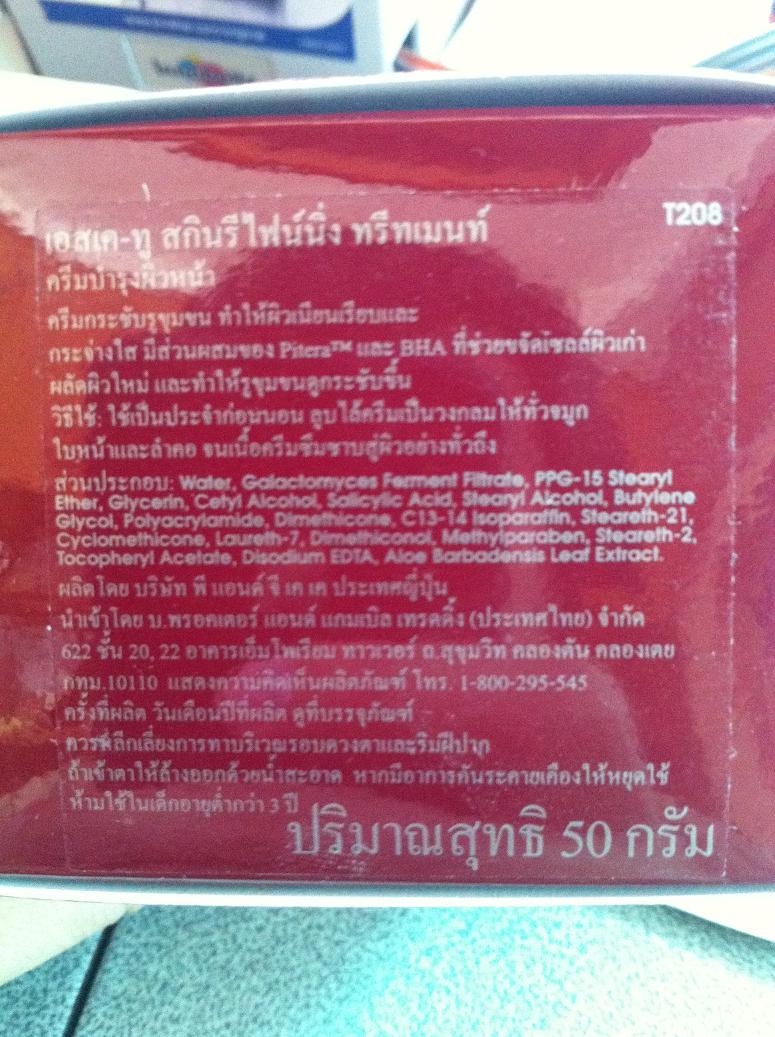 เอสเค-ทู สกินรีไฟน์นิ่ง ทรีทเมนท์
T208
ครีมบำรุงผิวหน้า
ครีมกระชับรูขุมขน ทำให้ผิวเนียนเรียบและ
กระจ่างใส มีส่วนผสมของ Pitera™ และ BHA ที่ช่วยขจัดเซลล์ผิวเก่า
ผลัดผิวใหม่ และทำให้รูขุมขนดูกระชับขึ้น
วิธีใช้: ใช้เป็นประจำก่อนนอน ลูบไล้ครีมเป็นวงกลมให้ทั่วจมูก
ใบหน้าและลำคอ จนเนื้อครีมซึมซาบสู่ผิวอย่างทั่วถึง
ส่วนประกอบ: Water, Galactomyces Ferment Filtrate, PPG-15 Stearyl
Ether, Glycerin, Cetyl Alcohol, Salicylic Acid, Stearyl Alcohol, Butylene
Glycol, Polyacrylamide, Dimethicone, C13-14 Isoparaffin, Steareth-21,
Cyclomethicone, Laureth-7, Dimethiconol, Methylparaben, Steareth-2,
Tocopheryl Acetate, Disodium EDTA, Aloe Barbadensis Leaf Extract.
ผลิตโดย บริษัท พี แอนด์ จี เค เค ประเทศญี่ปุ่น
นำเข้าโดย บ.พรอคเตอร์ แอนด์ แกมเบิล เทรดดิ้ง (ประเทศไทย) จำกัด
622 ชั้น 20, 22 อาคารเอ็มโพเรียม ทาวเวอร์ ถ.สุขุมวิท คลองตัน คลองเตย
กทม.10110 แสดงความคิดเห็นผลิตภัณฑ์ โทร. 1-800-295-545
ครั้งที่ผลิต วันเดือนปีที่ผลิต ดูที่บรรจุภัณฑ์
ควรหลีกเลี่ยงการทาบริเวณรอบดวงตาและริมฝีปาก
ถ้าเข้าตาให้ล้างออกด้วยน้ำสะอาด หากมีอาการคันระคายเคืองให้หยุดใช้
ห้ามใช้ในเด็กอายุต่ำกว่า 3 ปี
ปริมาณสุทธิ 50 กรัม